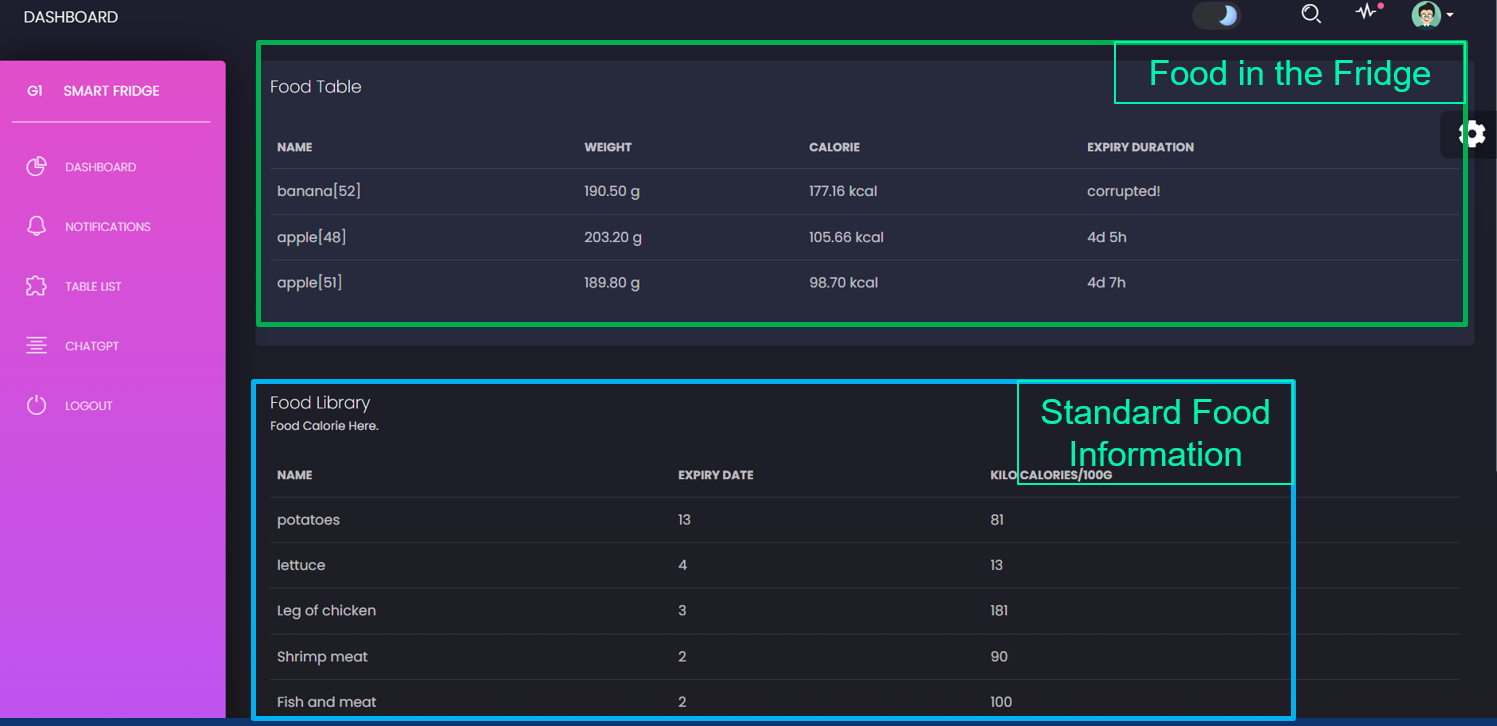 DASHBOARD
G1 SMART FRIDGE
DASHBOARD
NOTIFICATIONS
TABLE LIST
CHATGPT
LOGOUT
Food in the Fridge
Food Table
NAME WEIGHT CALORIE EXPIRY DURATION
banana[52] 190.50 g 177.16 kcal corrupted!
apple[48] 203.20 g 105.66 kcal 4d 5h
apple[51] 189.80 g 98.70 kcal 4d 7h
Standard Food
Information
Food Library
Food Calorie Here.
NAME EXPIRY DATE KILO CALORIES/100G
potatoes 13 81
lettuce 4 13
Leg of chicken 3 181
Shrimp meat 2 90
Fish and meat 2 100